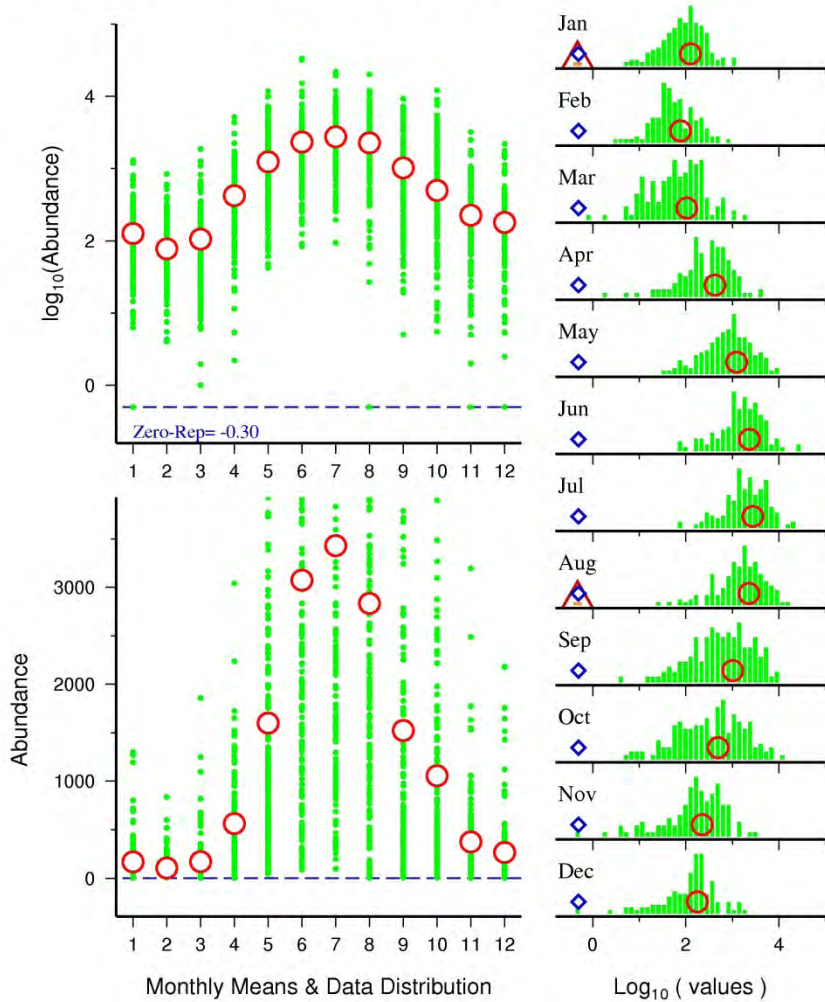 log10(Abundance)
4
2
0
Zero-Rep= -0.30
1 2 3 4 5 6 7 8 9 10 11 12
Abundance
3000
2000
1000
0
1 2 3 4 5 6 7 8 9 10 11 12
Monthly Means & Data Distribution
Jan
Feb
Mar
Apr
May
Jun
Jul
Aug
Sep
Oct
Nov
Dec
0 2 4
Log10 ( values )